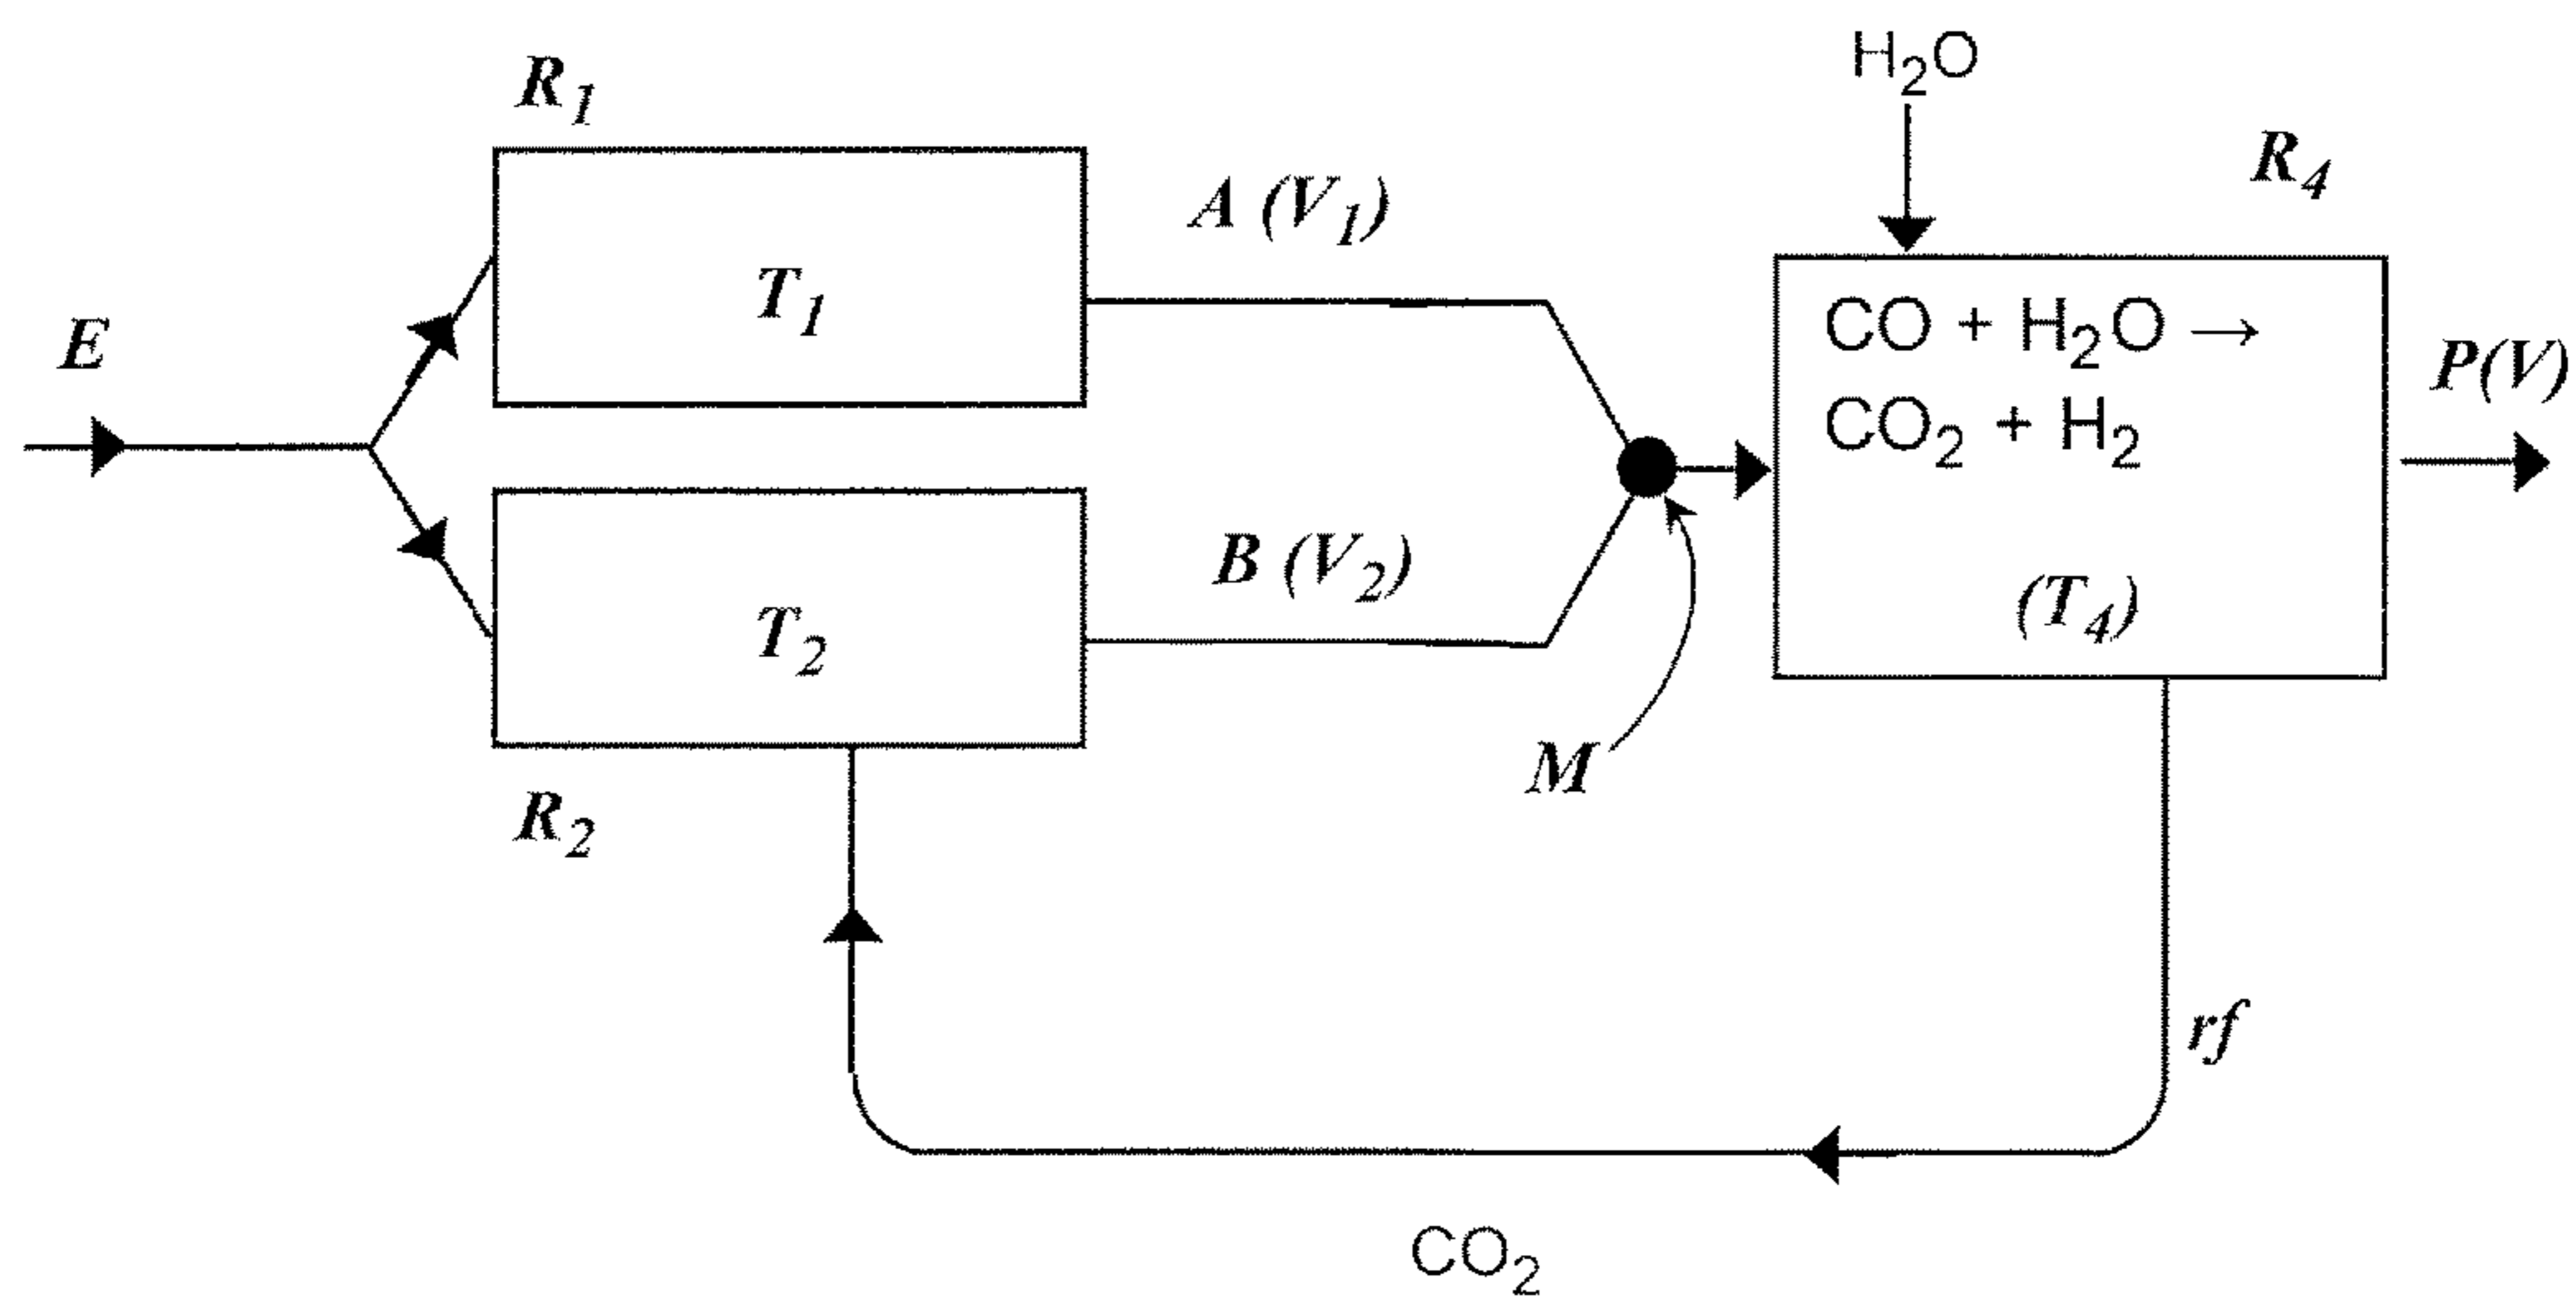 H₂O
R₁
R₄
A (V₁)
T₁
E
CO + H₂O →
CO₂ + H₂
P(V)
B (V₂)
T₂
(T₄)
M
R₂
rf
CO₂